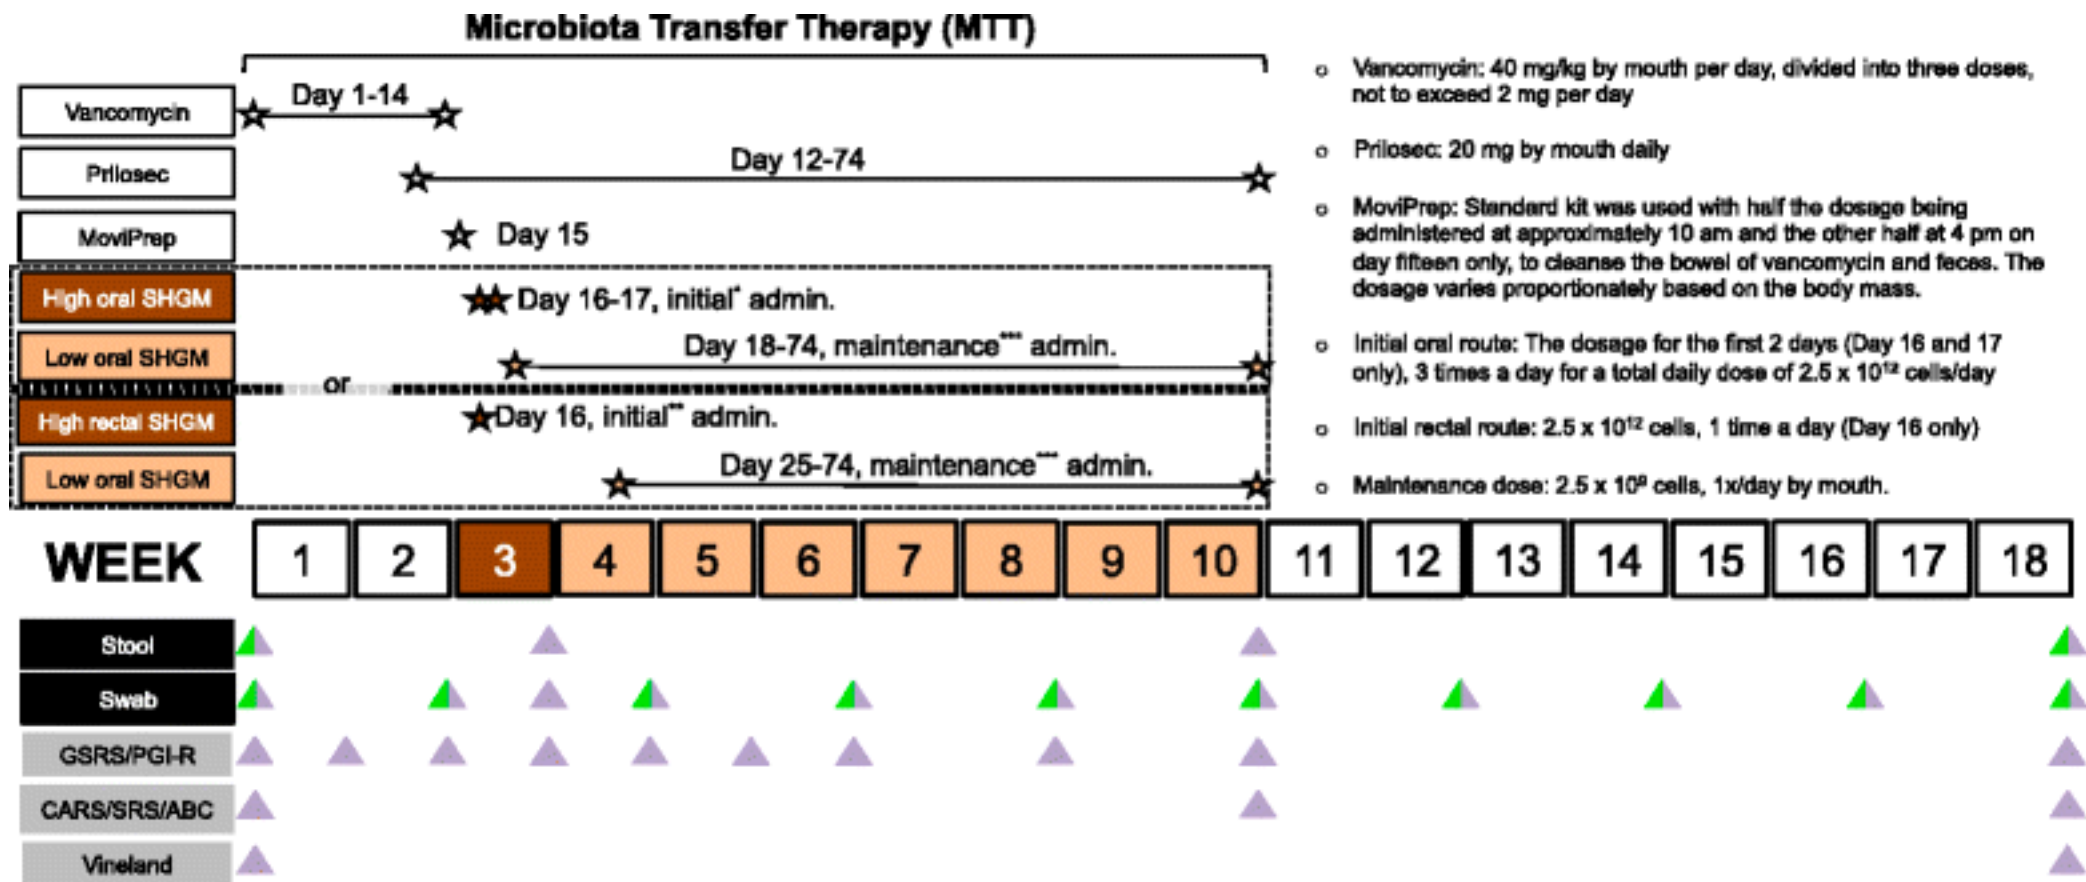 Microbiota Transfer Therapy (MTT)
Vancomycin
Day 1-14
Prilosec
Day 12-74
MoviPrep
Day 15
High oral SHGM
Day 16-17, initial* admin.
Low oral SHGM
Day 18-74, maintenance*** admin.
or
High rectal SHGM
Day 16, initial** admin.
Low oral SHGM
Day 25-74, maintenance*** admin.
o Vancomycin: 40 mg/kg by mouth per day, divided into three doses,
not to exceed 2 mg per day
o Prilosec: 20 mg by mouth daily
o MoviPrep: Standard kit was used with half the dosage being
administered at approximately 10 am and the other half at 4 pm on
day fifteen only, to cleanse the bowel of vancomycin and feces. The
dosage varies proportionately based on the body mass.
o Initial oral route: The dosage for the first 2 days (Day 16 and 17
only), 3 times a day for a total daily dose of 2.5 x 10¹² cells/day
o Initial rectal route: 2.5 x 10¹² cells, 1 time a day (Day 16 only)
o Maintenance dose: 2.5 x 10⁹ cells, 1x/day by mouth.
WEEK 1 2 3 4 5 6 7 8 9 10 11 12 13 14 15 16 17 18
Stool
Swab
GSRS/PGI-R
CARS/SRS/ABC
Vineland